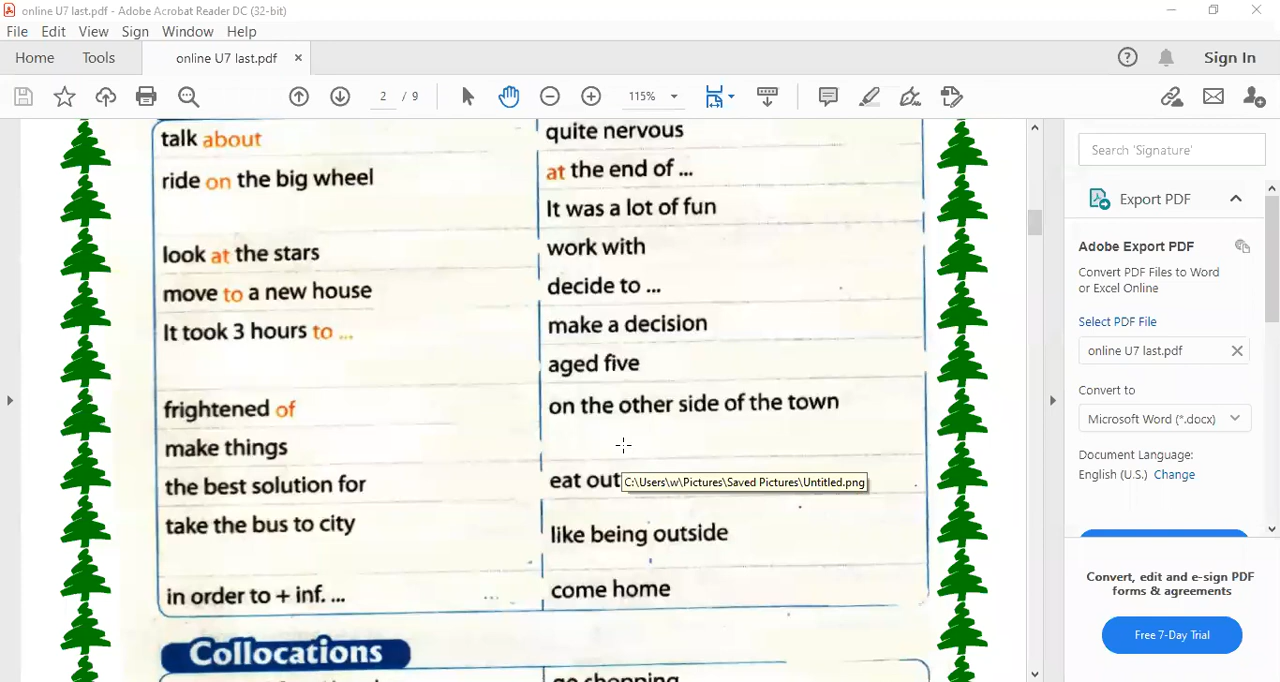 online U7 last.pdf - Adobe Acrobat Reader DC (32-bit)
File Edit View Sign Window Help
Home Tools online U7 last.pdf × Sign In
2 / 9 115%
talk about
ride on the big wheel
look at the stars
move to a new house
It took 3 hours to ...
frightened of
make things
the best solution for
take the bus to city
in order to + inf. ...
quite nervous
at the end of ...
It was a lot of fun
work with
decide to ...
make a decision
aged five
on the other side of the town
eat out
C:\Users\w\Pictures\Saved Pictures\Untitled.png
like being outside
come home
Collocations
go shopping
Search 'Signature'
Export PDF
Adobe Export PDF
Convert PDF Files to Word
or Excel Online
Select PDF File
online U7 last.pdf
Convert to
Microsoft Word (*.docx)
Document Language:
English (U.S.) Change
Convert, edit and e-sign PDF
forms & agreements
Free 7-Day Trial